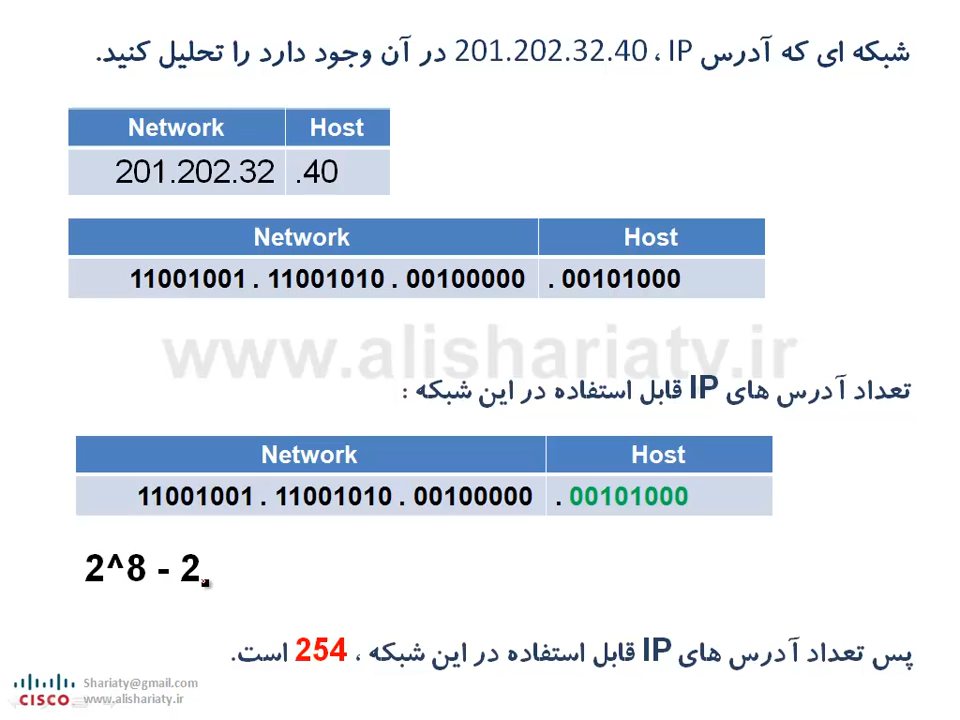 شبکه ای که آدرس IP ، 201.202.32.40 در آن وجود دارد را تحلیل کنید.
Network Host
201.202.32 .40
Network Host
11001001 . 11001010 . 00100000 . 00101000
www.alishariaty.ir
تعداد آدرس های IP قابل استفاده در این شبکه :
Network Host
11001001 . 11001010 . 00100000 . 00101000
2^8 - 2
پس تعداد آدرس های IP قابل استفاده در این شبکه ، 254 است.
Shariaty@gmail.com
CISCO. www.alishariaty.ir